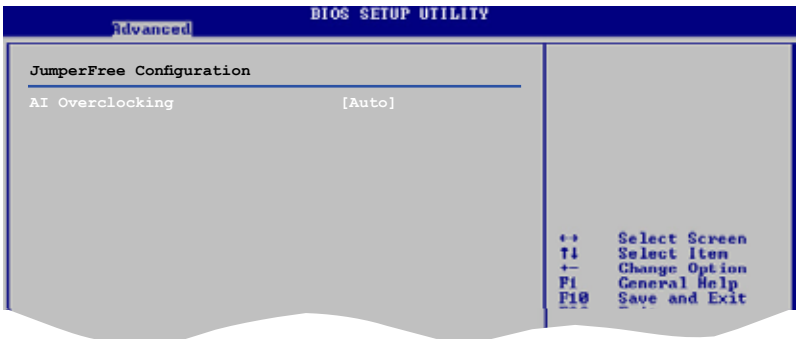 BIOS SETUP UTILITY
Advanced
JumperFree Configuration
AI Overclocking [Auto]
←→ Select Screen
↑↓ Select Item
+- Change Option
F1 General Help
F10 Save and Exit